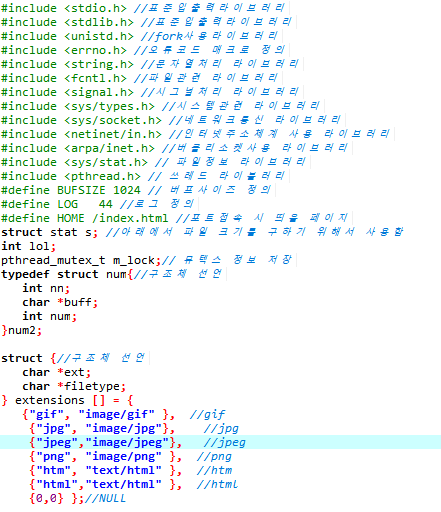 #include <stdio.h> //표준입출력라이브러리
#include <stdlib.h> //표준입출력라이브러리
#include <unistd.h> //fork사용라이브러리
#include <errno.h> //오류코드 매크로 정의
#include <string.h> //문자열처리 라이브러리
#include <fcntl.h> //파일관련 라이브러리
#include <signal.h> //시그널처리 라이브러리
#include <sys/types.h> //시스템관련 라이브러리
#include <sys/socket.h> //네트워크통신 라이브러리
#include <netinet/in.h> //인터넷주소체계 사용 라이브러리
#include <arpa/inet.h> //버클리소켓사용 라이브러리
#include <sys/stat.h> // 파일정보 라이브러리
#include <pthread.h> // 쓰레드 라이블러리
#define BUFSIZE 1024 // 버프사이즈 정의
#define LOG 44 //로그 정의
#define HOME /index.html //포트접속 시 띄울 페이지
struct stat s; //아래에서 파일 크기를 구하기 위해서 사용함
int lol;
pthread_mutex_t m_lock;// 뮤텍스 정보 저장
typedef struct num{//구조체 선언
int nn;
char *buff;
int num;
}num2;
struct {//구조체 선언
char *ext;
char *filetype;
} extensions [] = {
{"gif", "image/gif" }, //gif
{"jpg", "image/jpg"}, //jpg
{"jpeg","image/jpeg"}, //jpeg
{"png", "image/png" }, //png
{"htm", "text/html" }, //htm
{"html","text/html" }, //html
{0,0} };//NULL